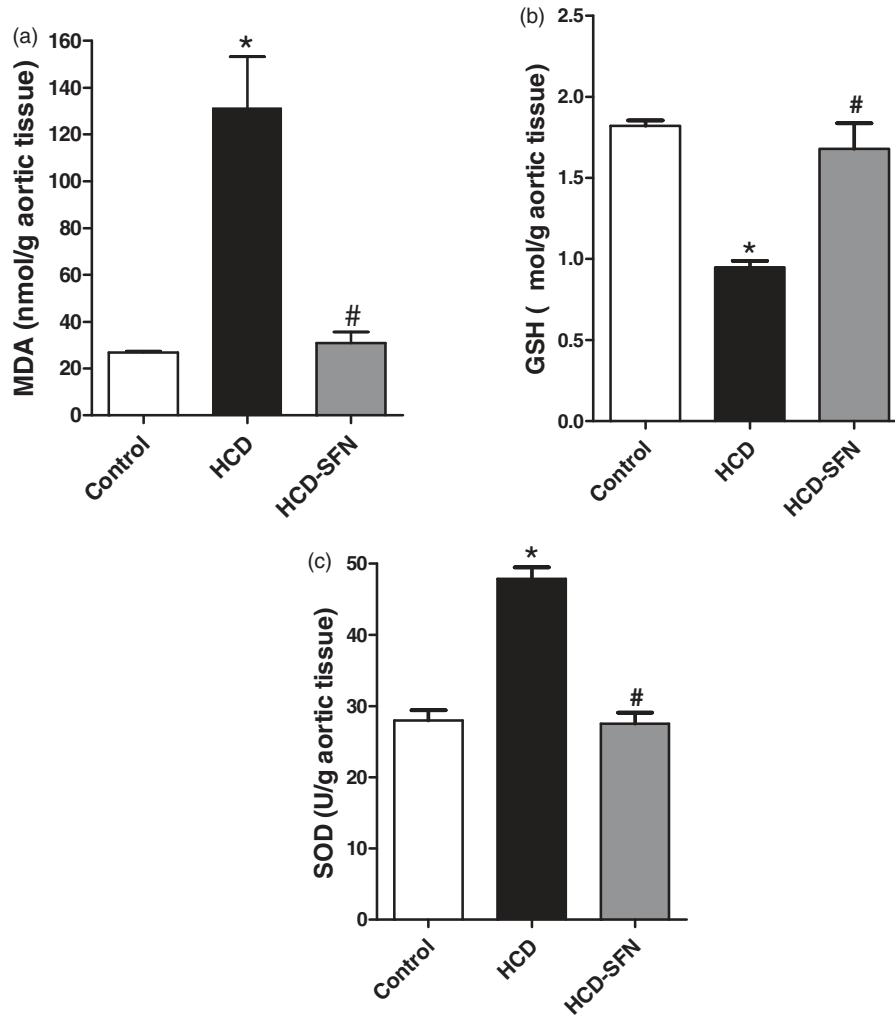 (a)
MDA (nmol/g aortic tissue)
160
140
120
100
80
60
40
20
0
*
#
Control
HCD
HCD-SFN
(b)
GSH ( mol/g aortic tissue)
2.5
2.0
1.5
1.0
0.5
0.0
*
#
Control
HCD
HCD-SFN
(c)
SOD (U/g aortic tissue)
50
40
30
20
10
0
*
#
Control
HCD
HCD-SFN